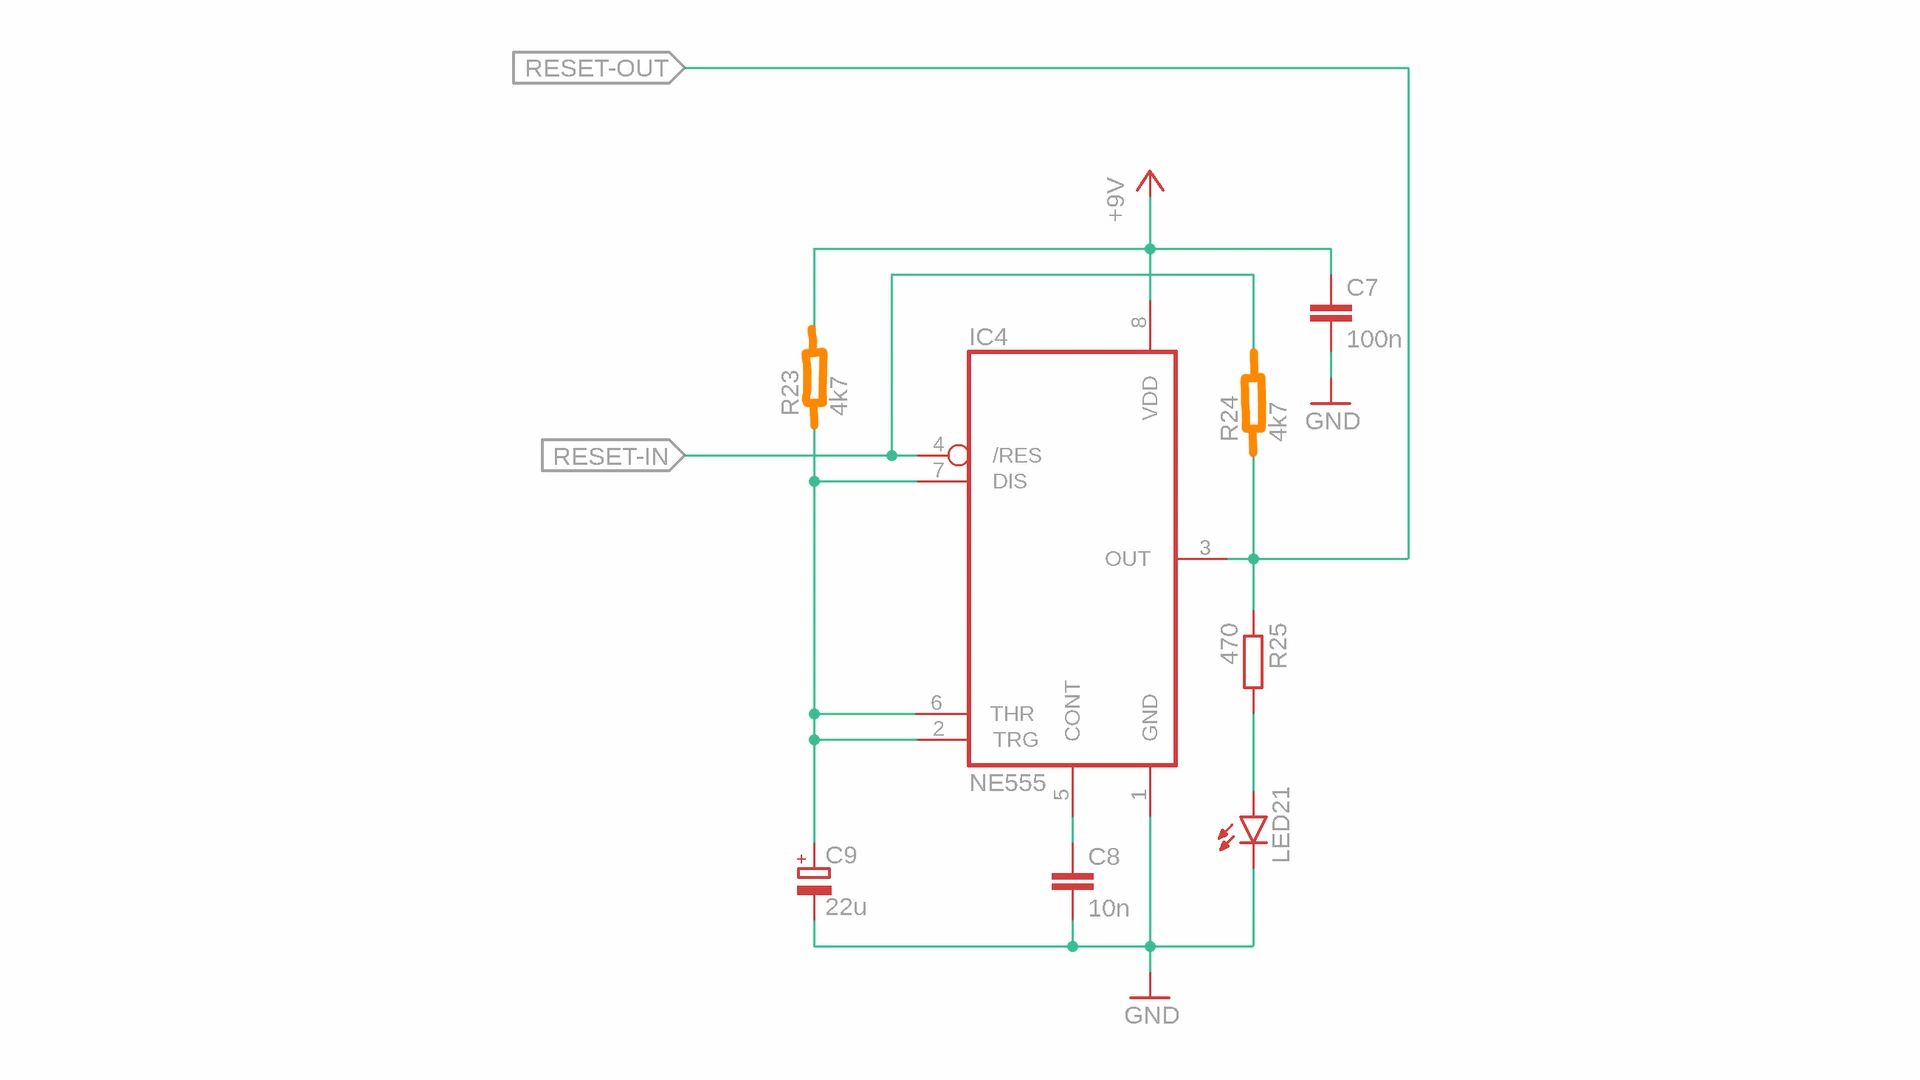 RESET-OUT
+9V
C7
100n
GND
IC4
8
VDD
R23
4k7
R24
4k7
RESET-IN
4
/RES
7
DIS
OUT
3
470
R25
6
THR
2
TRG
CONT
GND
NE555
5
1
LED21
+
C9
22u
C8
10n
GND